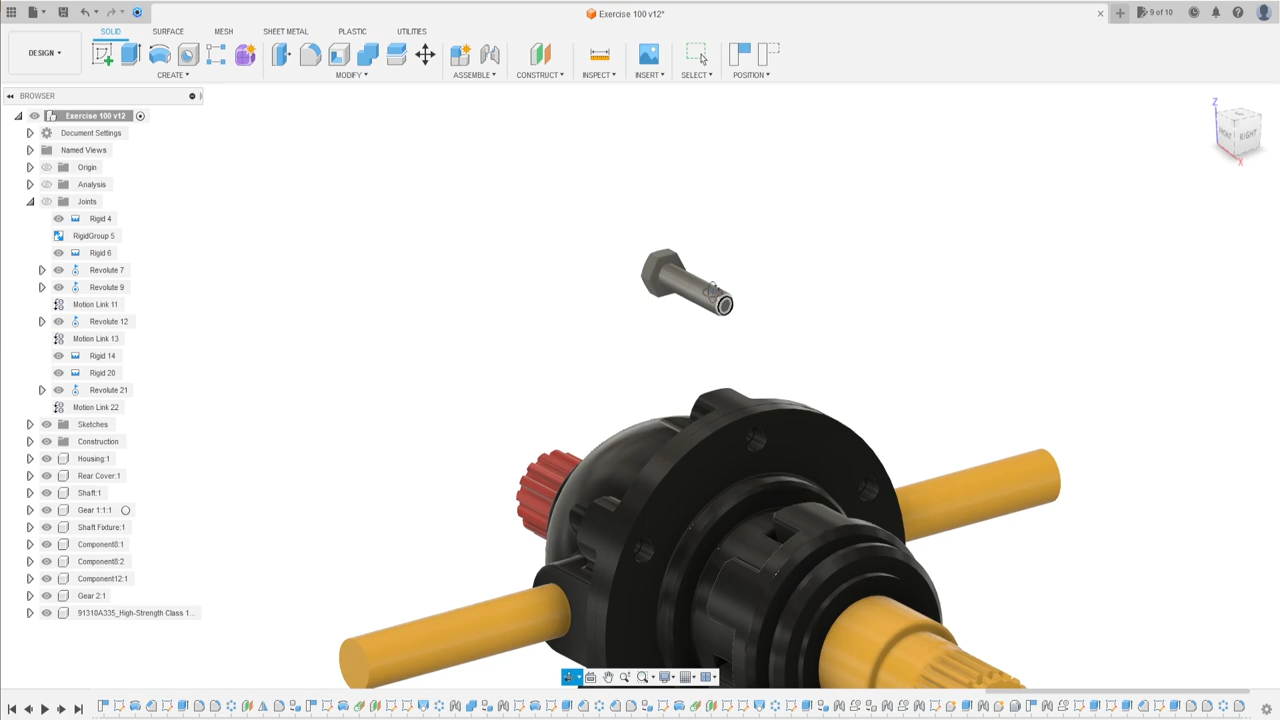 Exercise 100 v12*
9 of 10
DESIGN
SOLID
SURFACE
MESH
SHEET METAL
PLASTIC
UTILITIES
CREATE
MODIFY
ASSEMBLE
CONSTRUCT
INSPECT
INSERT
SELECT
POSITION
BROWSER
Exercise 100 v12
Document Settings
Named Views
Origin
Analysis
Joints
Rigid 4
RigidGroup 5
Rigid 6
Revolute 7
Revolute 9
Motion Link 11
Revolute 12
Motion Link 13
Rigid 14
Rigid 20
Revolute 21
Motion Link 22
Sketches
Construction
Housing:1
Rear Cover:1
Shaft:1
Gear 1:1:1
Shaft Fixture:1
Component8:1
Component8:2
Component12:1
Gear 2:1
91310A335_High-Strength Class 1...
Z
FRONT
RIGHT
X